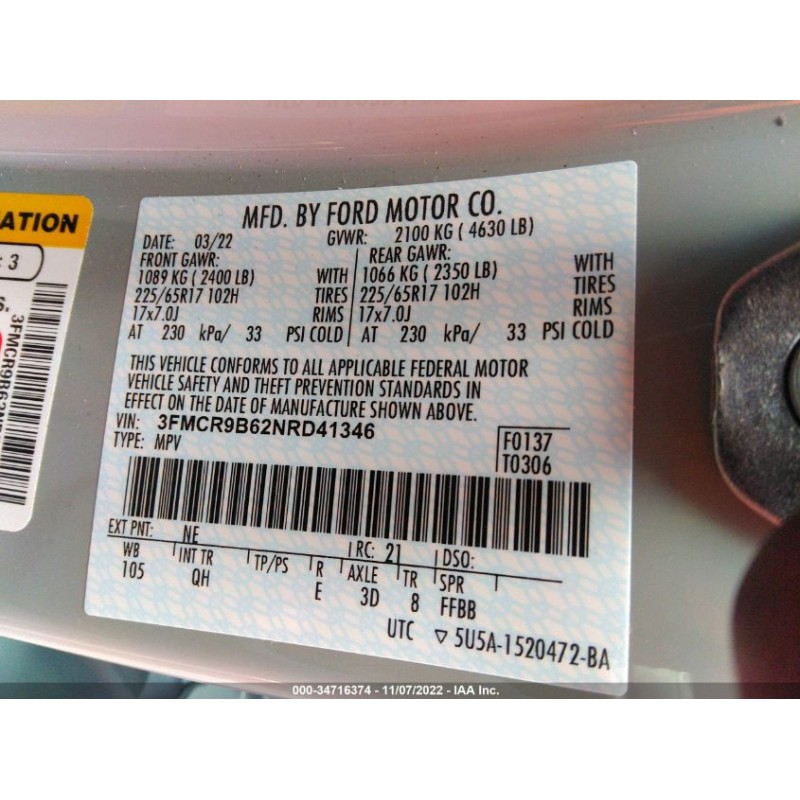 ATION
: 3
S.
MFD. BY FORD MOTOR CO.
DATE: 03/22 GVWR: 2100 KG ( 4630 LB)
FRONT GAWR: REAR GAWR:
1089 KG ( 2400 LB) WITH 1066 KG ( 2350 LB) WITH
225/65R17 102H TIRES 225/65R17 102H TIRES
17x7.0J RIMS 17x7.0J RIMS
AT 230 kPa/ 33 PSI COLD AT 230 kPa/ 33 PSI COLD
THIS VEHICLE CONFORMS TO ALL APPLICABLE FEDERAL MOTOR
VEHICLE SAFETY AND THEFT PREVENTION STANDARDS IN
EFFECT ON THE DATE OF MANUFACTURE SHOWN ABOVE.
VIN: 3FMCR9B62NRD41346
TYPE: MPV
F0137
T0306
EXT PNT: NE RC: 21 DSO:
WB INT TR TP/PS R AXLE TR SPR
105 QH E 3D 8 FFBB
UTC ▽ 5U5A-1520472-BA
000-34716374 - 11/07/2022 - IAA Inc.